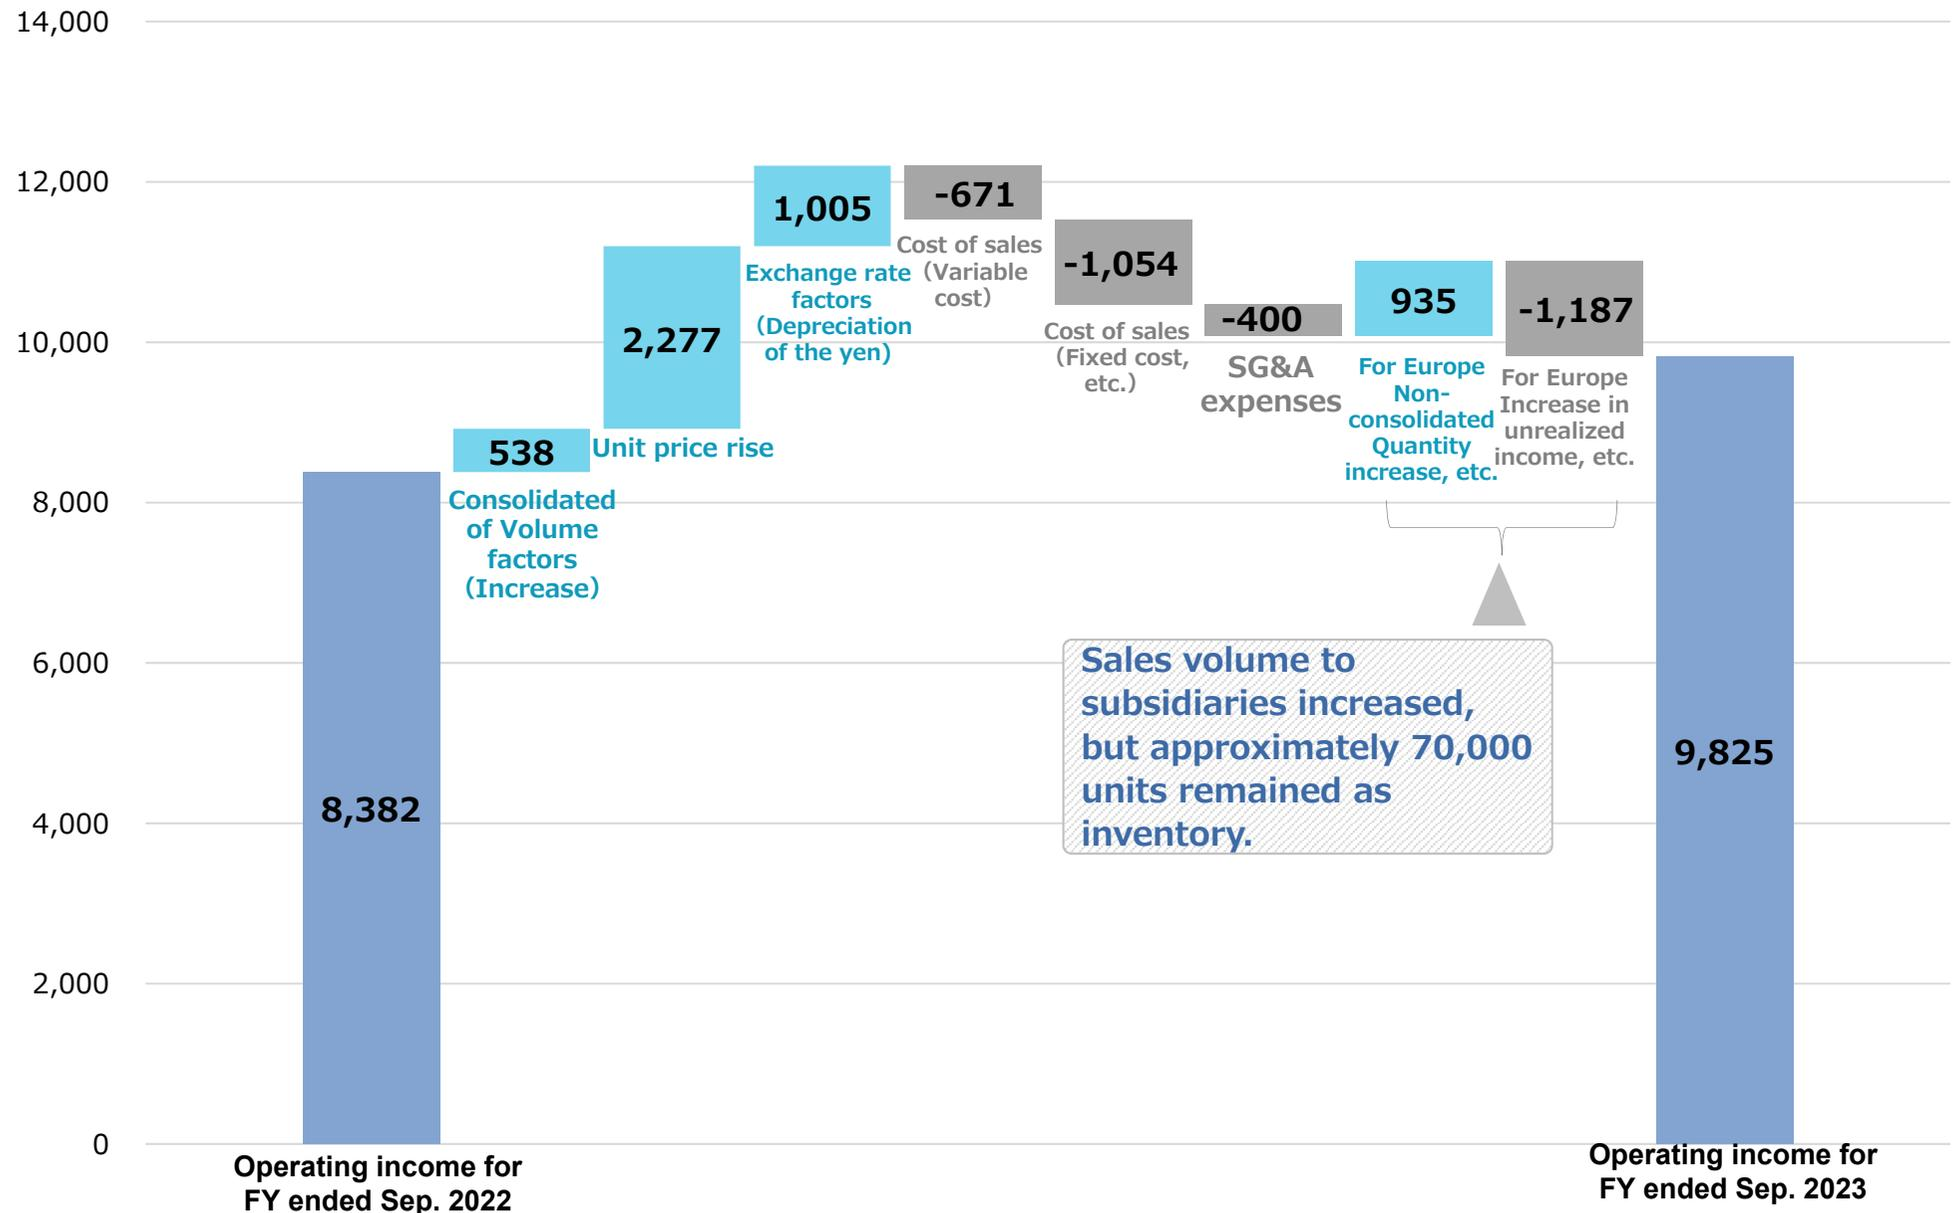 14,000
12,000
10,000
8,000
6,000
4,000
2,000
0
8,382
Operating income for
FY ended Sep. 2022
538
Consolidated
of Volume
factors
(Increase)
2,277
Unit price rise
1,005
Exchange rate
factors
(Depreciation
of the yen)
-671
Cost of sales
(Variable
cost)
-1,054
Cost of sales
(Fixed cost,
etc.)
-400
SG&A
expenses
935
For Europe
Non-
consolidated
Quantity
increase, etc.
-1,187
For Europe
Increase in
unrealized
income, etc.
Sales volume to
subsidiaries increased,
but approximately 70,000
units remained as
inventory.
9,825
Operating income for
FY ended Sep. 2023